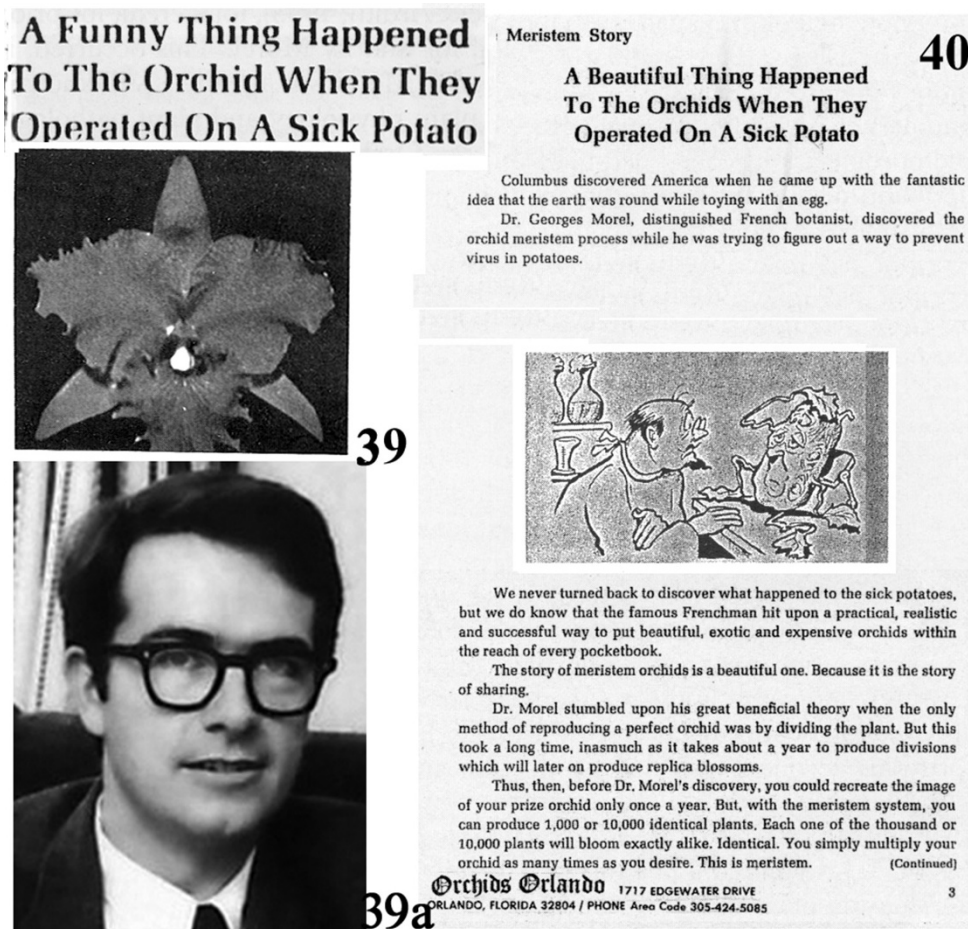 A Funny Thing Happened
To The Orchid When They
Operated On A Sick Potato
39
39a
Meristem Story
40
A Beautiful Thing Happened
To The Orchids When They
Operated On A Sick Potato
Columbus discovered America when he came up with the fantastic
idea that the earth was round while toying with an egg.
Dr. Georges Morel, distinguished French botanist, discovered the
orchid meristem process while he was trying to figure out a way to prevent
virus in potatoes.
We never turned back to discover what happened to the sick potatoes,
but we do know that the famous Frenchman hit upon a practical, realistic
and successful way to put beautiful, exotic and expensive orchids within
the reach of every pocketbook.
The story of meristem orchids is a beautiful one. Because it is the story
of sharing.
Dr. Morel stumbled upon his great beneficial theory when the only
method of reproducing a perfect orchid was by dividing the plant. But this
took a long time, inasmuch as it takes about a year to produce divisions
which will later on produce replica blossoms.
Thus, then, before Dr. Morel's discovery, you could recreate the image
of your prize orchid only once a year. But, with the meristem system, you
can produce 1,000 or 10,000 identical plants. Each one of the thousand or
10,000 plants will bloom exactly alike. Identical. You simply multiply your
orchid as many times as you desire. This is meristem. (Continued)
Orchids Orlando 1717 EDGEWATER DRIVE
ORLANDO, FLORIDA 32804 / PHONE Area Code 305-424-5085
3